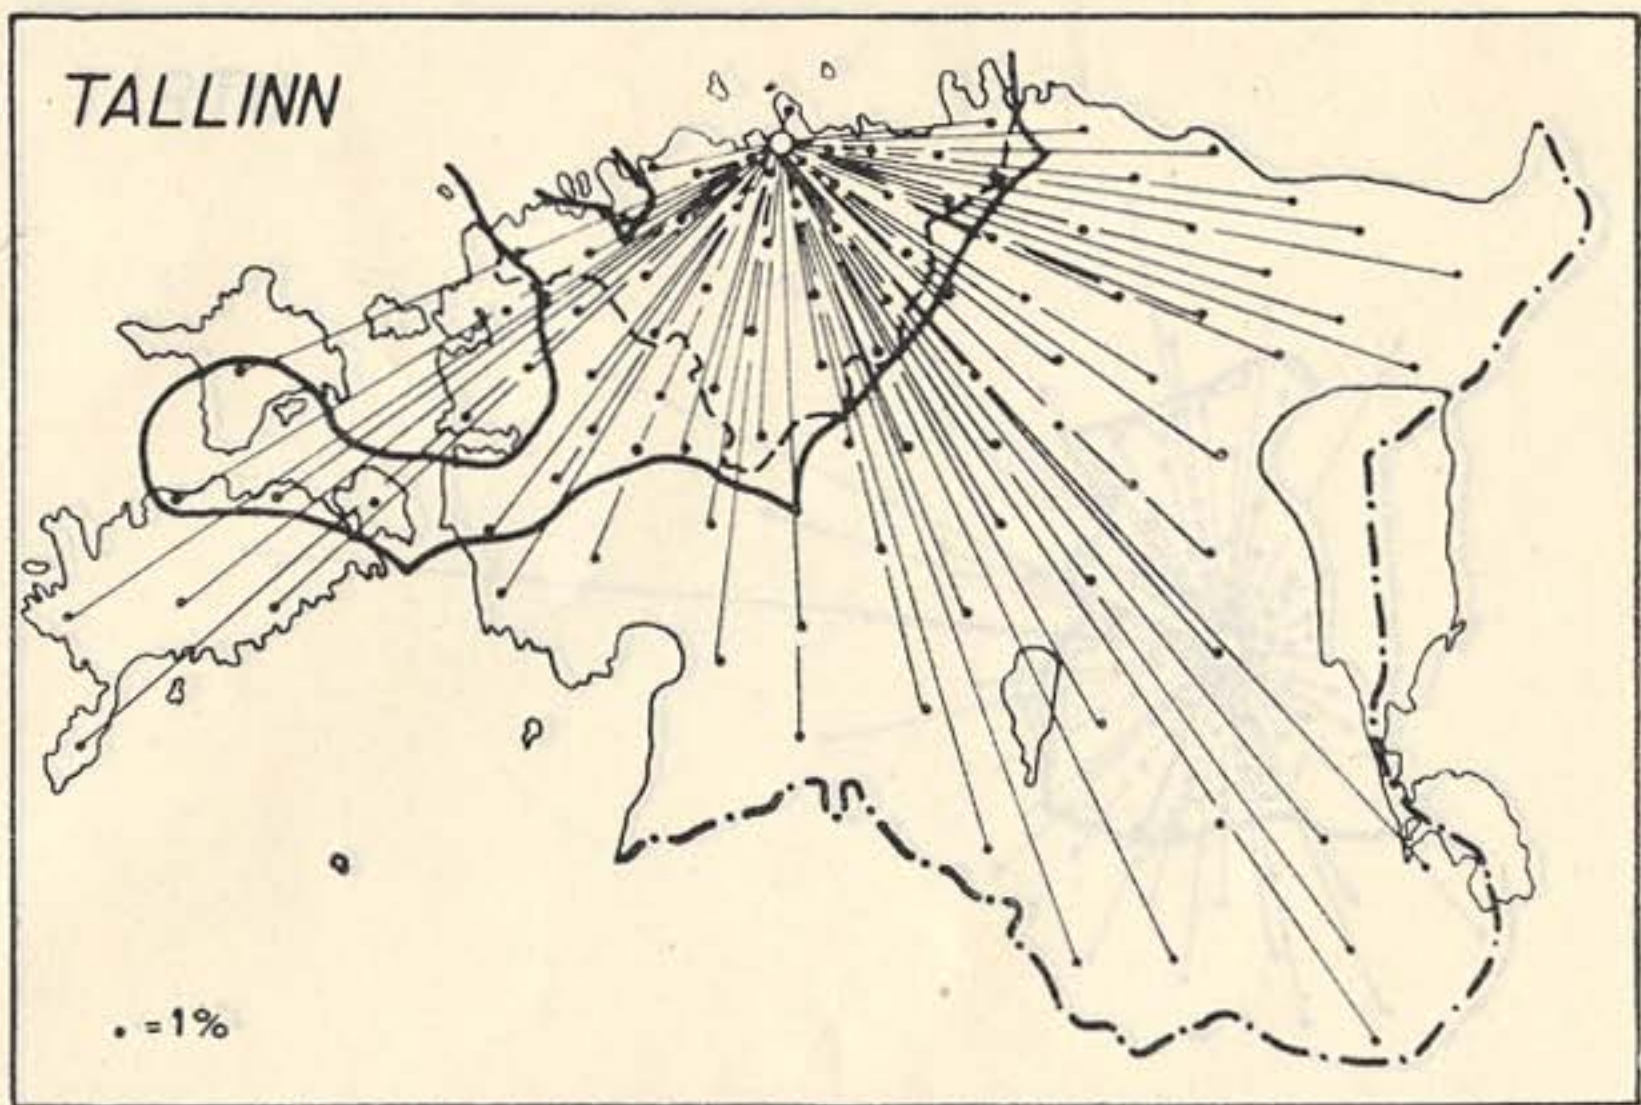 TALLINN
• = 1%